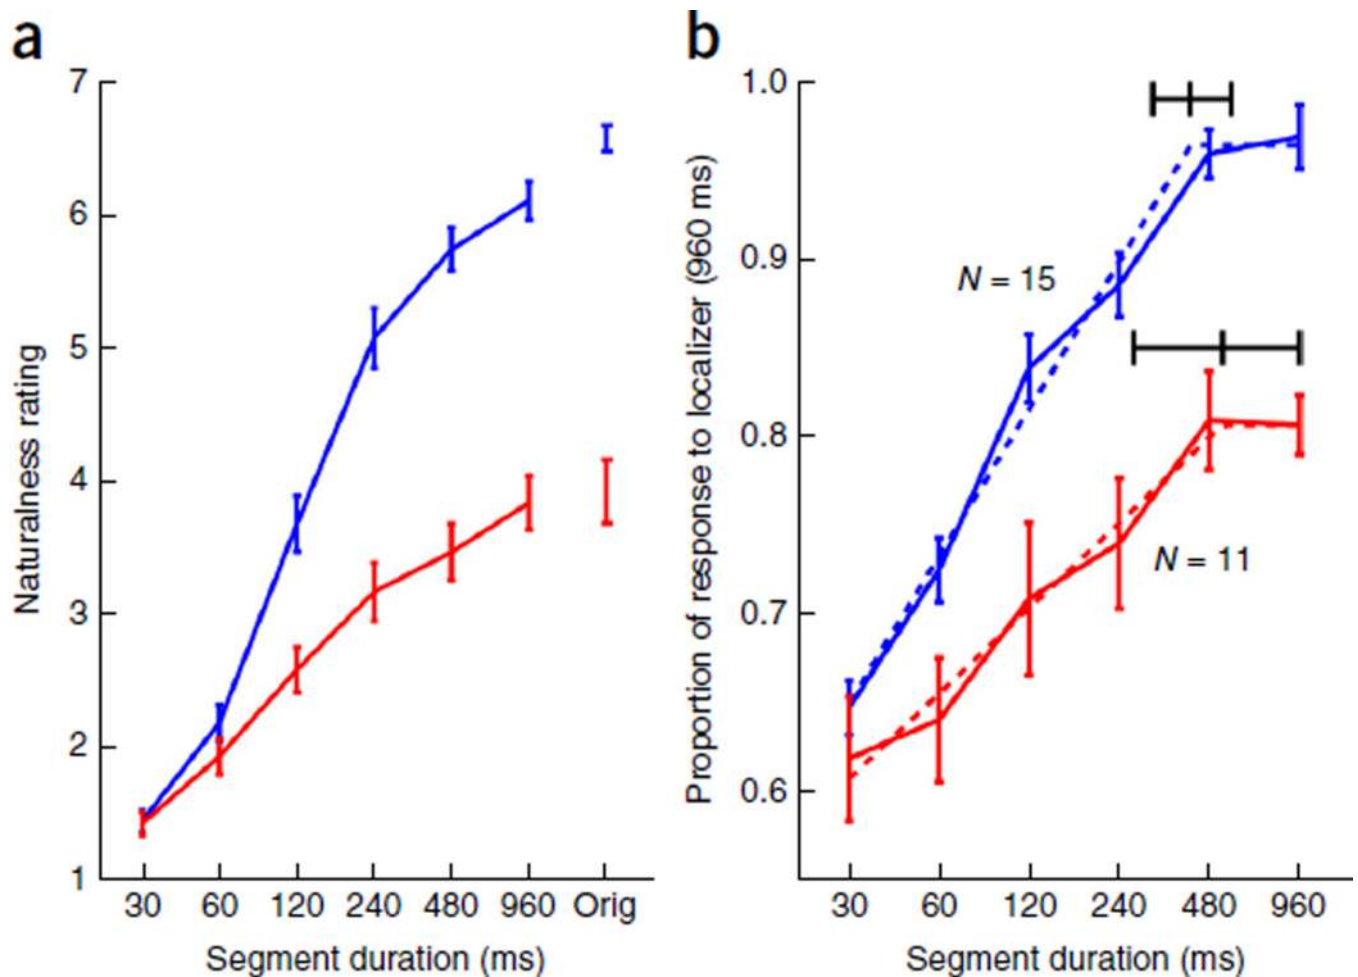 a
7
6
5
4
3
2
1
Naturalness rating
30 60 120 240 480 960 Orig
Segment duration (ms)
b
1.0
0.9
0.8
0.7
0.6
Proportion of response to localizer (960 ms)
N = 15
N = 11
30 60 120 240 480 960
Segment duration (ms)